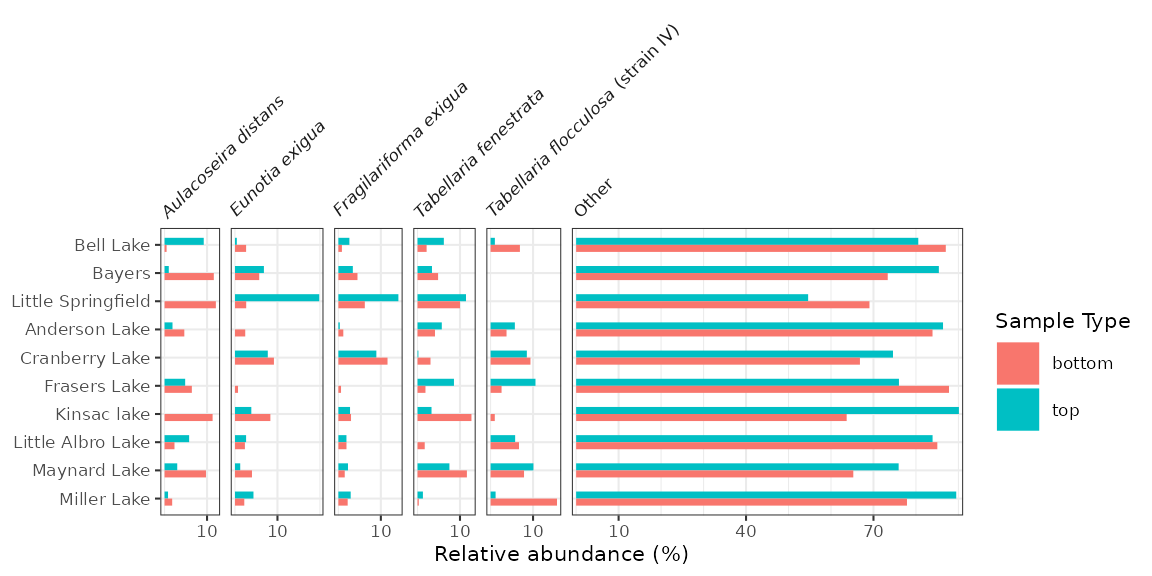 Aulacoseira distans
Eunotia exigua
Fragilariforma exigua
Tabellaria fenestrata
Tabellaria flocculosa (strain IV)
Other
Bell Lake
Bayers
Little Springfield
Anderson Lake
Cranberry Lake
Frasers Lake
Kinsac lake
Little Albro Lake
Maynard Lake
Miller Lake
10 10 10 10 10 10 40 70
Relative abundance (%)
Sample Type
bottom
top